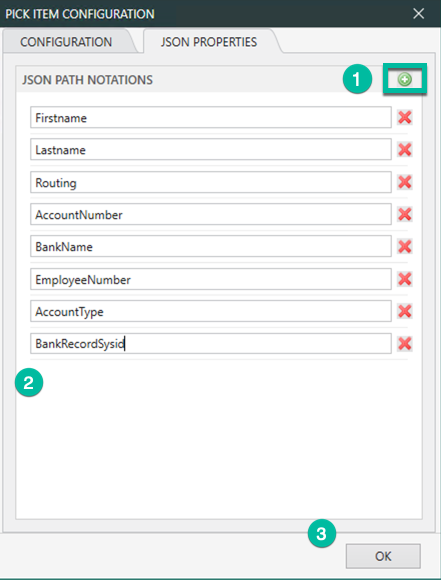 PICK ITEM CONFIGURATION
CONFIGURATION JSON PROPERTIES
JSON PATH NOTATIONS 1
Firstname
Lastname
Routing
AccountNumber
BankName
EmployeeNumber
AccountType
BankRecordSysid
2
3
OK